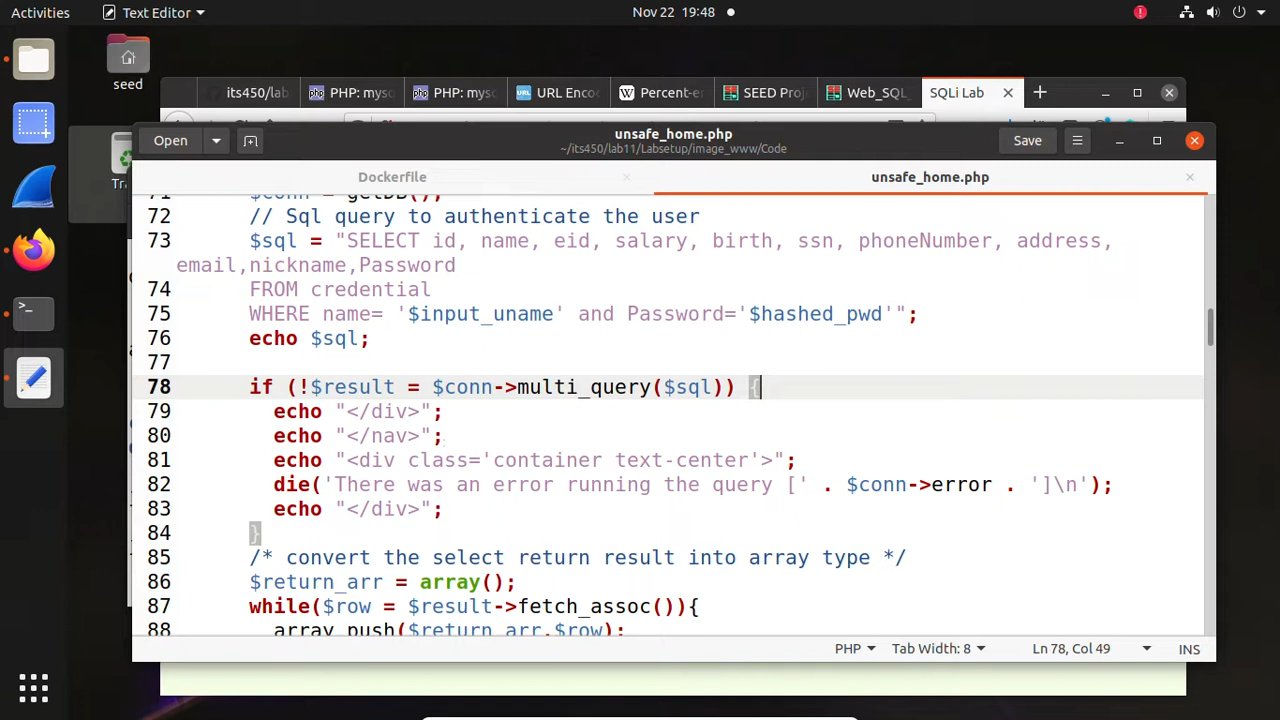 Activities
Text Editor
Nov 22 19:48
seed
its450/lab
PHP: mysq
PHP: mysq
URL Enco
Percent-e
SEED Proj
Web_SQL_
SQLi Lab
Open
unsafe_home.php
~/its450/lab11/Labsetup/image_www/Code
Save
Dockerfile
unsafe_home.php
71 $conn = getDB();
72 // Sql query to authenticate the user
73 $sql = "SELECT id, name, eid, salary, birth, ssn, phoneNumber, address,
email,nickname,Password
74 FROM credential
75 WHERE name= '$input_uname' and Password='$hashed_pwd'";
76 echo $sql;
77
78 if (!$result = $conn->multi_query($sql)) {
79 echo "</div>";
80 echo "</nav>";
81 echo "<div class='container text-center'>";
82 die('There was an error running the query [' . $conn->error . ']\n');
83 echo "</div>";
84 }
85 /* convert the select return result into array type */
86 $return_arr = array();
87 while($row = $result->fetch_assoc()){
88 array_push($return_arr,$row);
PHP
Tab Width: 8
Ln 78, Col 49
INS